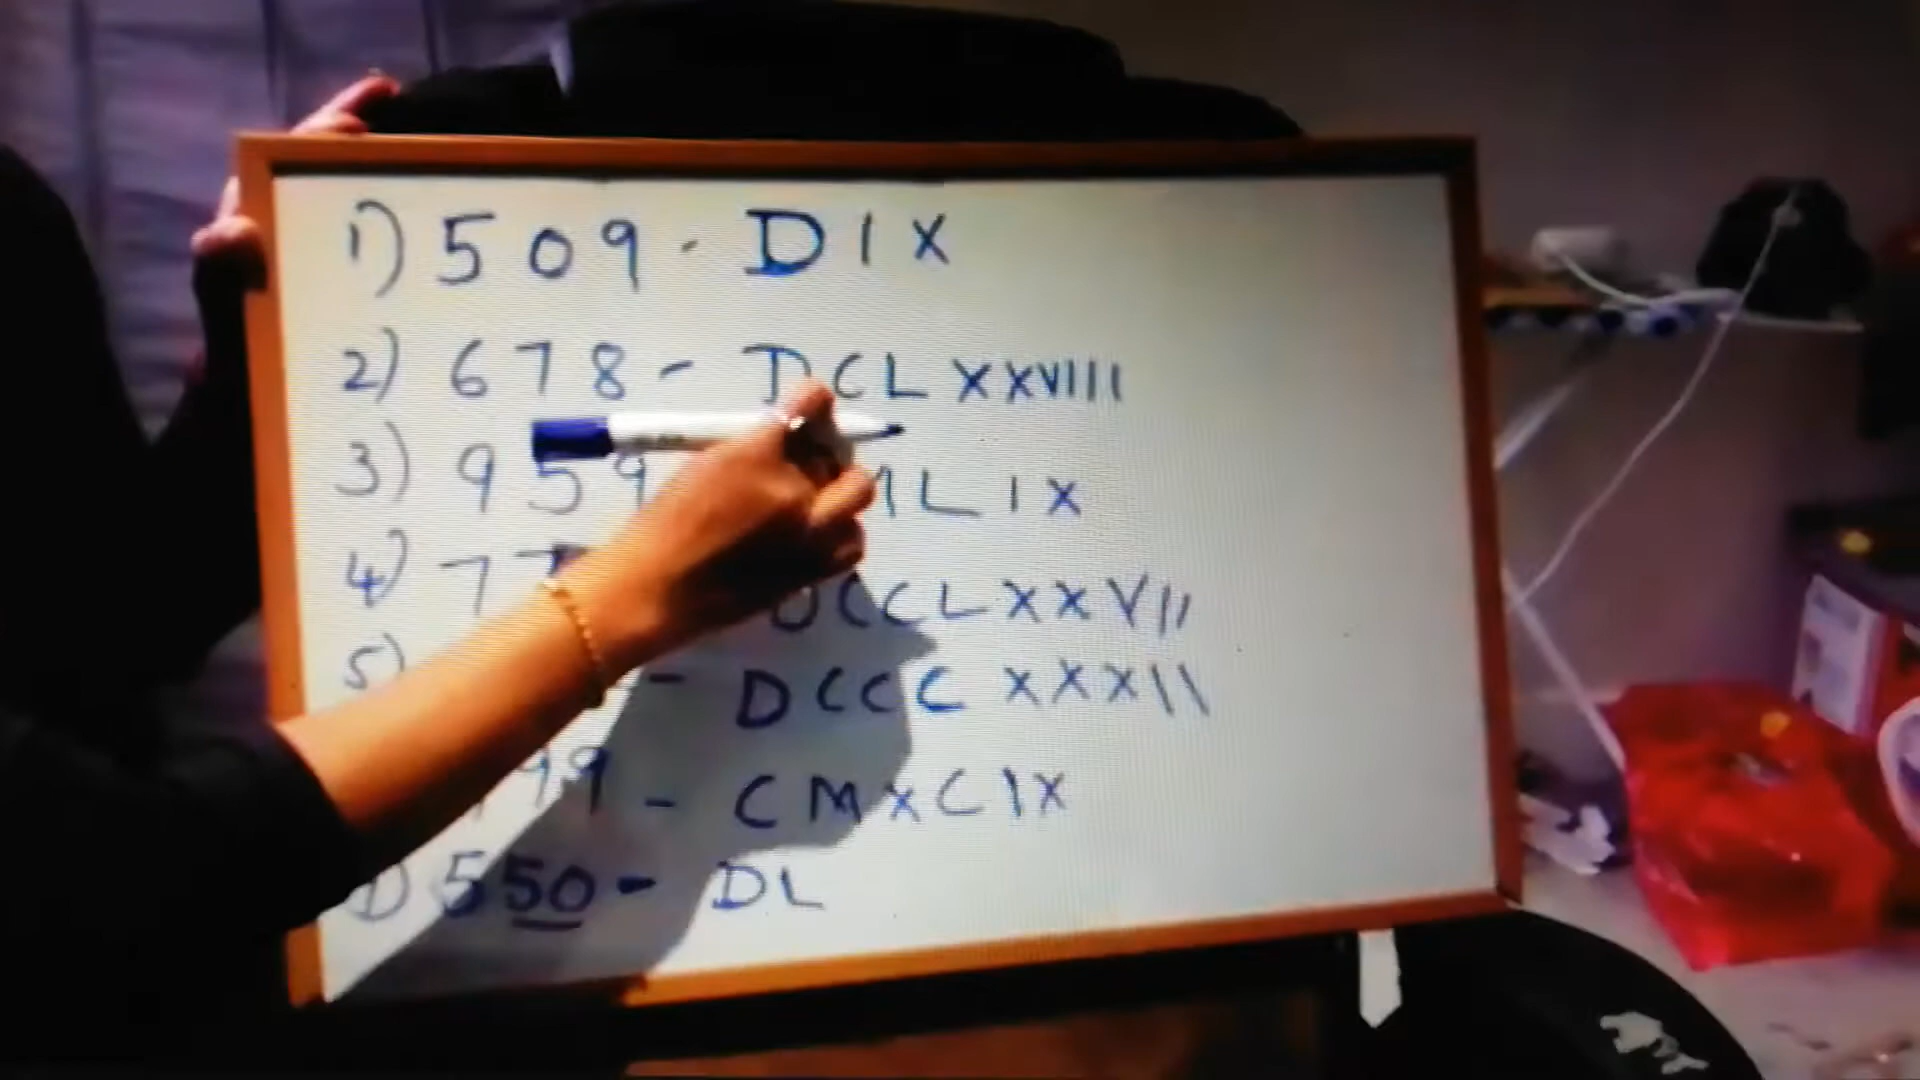 1) 509 - DIX
2) 678 - DCLXXVIII
3) 959 LIX
4) 7 CCLXXVII
5) - DCCCXXXII
99 - CMXCIX
550 - DL